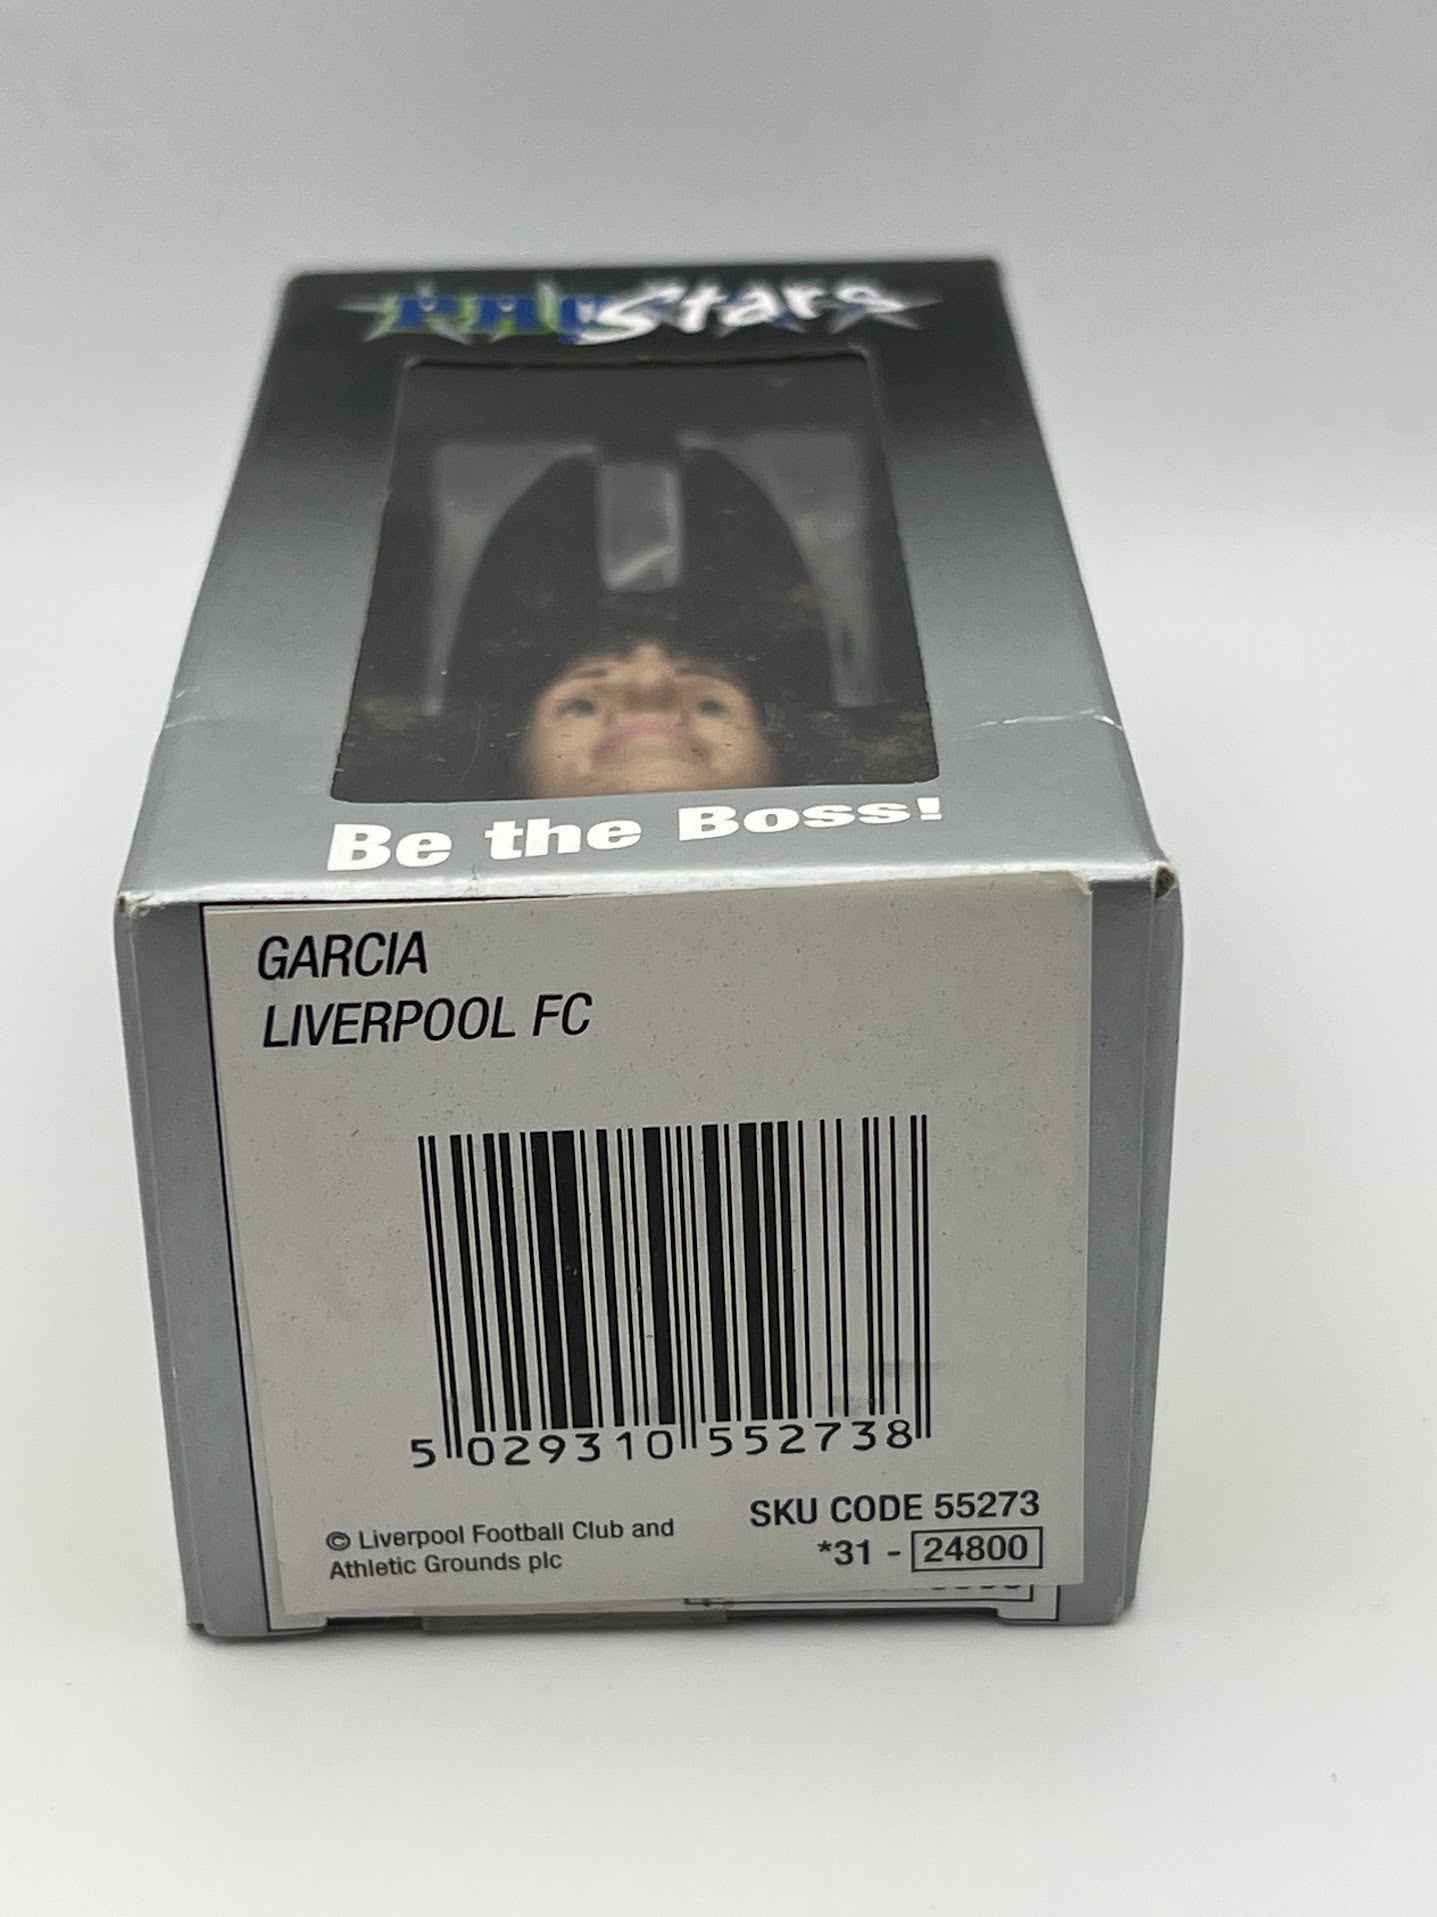 Stars
Be the Boss!
GARCIA
LIVERPOOL FC
5 029310 552738
SKU CODE 55273
*31 - 24800
© Liverpool Football Club and
Athletic Grounds plc